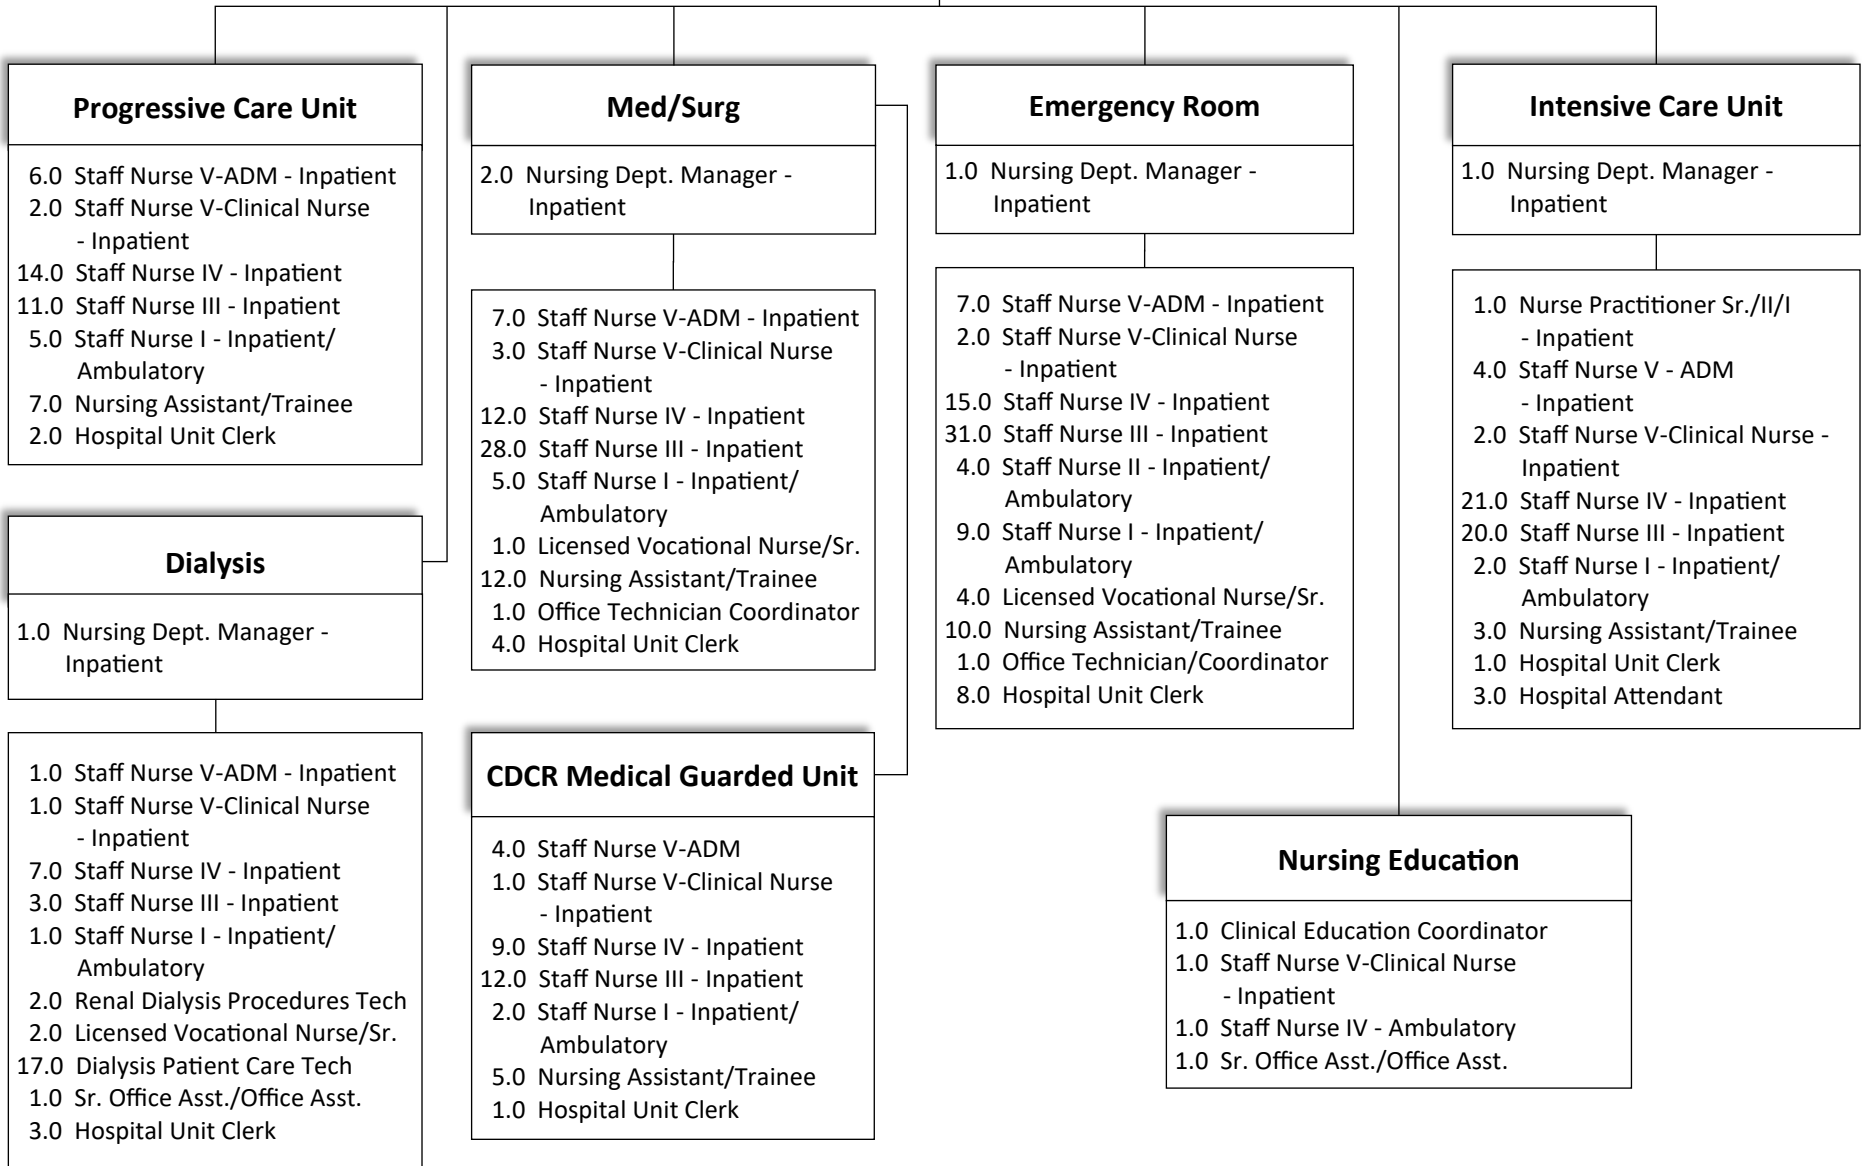 Progressive Care Unit
6.0 Staff Nurse V-ADM - Inpatient
2.0 Staff Nurse V-Clinical Nurse
- Inpatient
14.0 Staff Nurse IV - Inpatient
11.0 Staff Nurse III - Inpatient
5.0 Staff Nurse I - Inpatient/
Ambulatory
7.0 Nursing Assistant/Trainee
2.0 Hospital Unit Clerk
Dialysis
1.0 Nursing Dept. Manager -
Inpatient
1.0 Staff Nurse V-ADM - Inpatient
1.0 Staff Nurse V-Clinical Nurse
- Inpatient
7.0 Staff Nurse IV - Inpatient
3.0 Staff Nurse III - Inpatient
1.0 Staff Nurse I - Inpatient/
Ambulatory
2.0 Renal Dialysis Procedures Tech
2.0 Licensed Vocational Nurse/Sr.
17.0 Dialysis Patient Care Tech
1.0 Sr. Office Asst./Office Asst.
3.0 Hospital Unit Clerk
Med/Surg
2.0 Nursing Dept. Manager -
Inpatient
7.0 Staff Nurse V-ADM - Inpatient
3.0 Staff Nurse V-Clinical Nurse
- Inpatient
12.0 Staff Nurse IV - Inpatient
28.0 Staff Nurse III - Inpatient
5.0 Staff Nurse I - Inpatient/
Ambulatory
1.0 Licensed Vocational Nurse/Sr.
12.0 Nursing Assistant/Trainee
1.0 Office Technician Coordinator
4.0 Hospital Unit Clerk
CDCR Medical Guarded Unit
4.0 Staff Nurse V-ADM
1.0 Staff Nurse V-Clinical Nurse
- Inpatient
9.0 Staff Nurse IV - Inpatient
12.0 Staff Nurse III - Inpatient
2.0 Staff Nurse I - Inpatient/
Ambulatory
5.0 Nursing Assistant/Trainee
1.0 Hospital Unit Clerk
Emergency Room
1.0 Nursing Dept. Manager -
Inpatient
7.0 Staff Nurse V-ADM - Inpatient
2.0 Staff Nurse V-Clinical Nurse
- Inpatient
15.0 Staff Nurse IV - Inpatient
31.0 Staff Nurse III - Inpatient
4.0 Staff Nurse II - Inpatient/
Ambulatory
9.0 Staff Nurse I - Inpatient/
Ambulatory
4.0 Licensed Vocational Nurse/Sr.
10.0 Nursing Assistant/Trainee
1.0 Office Technician/Coordinator
8.0 Hospital Unit Clerk
Intensive Care Unit
1.0 Nursing Dept. Manager -
Inpatient
1.0 Nurse Practitioner Sr./II/I
- Inpatient
4.0 Staff Nurse V - ADM
- Inpatient
2.0 Staff Nurse V-Clinical Nurse -
Inpatient
21.0 Staff Nurse IV - Inpatient
20.0 Staff Nurse III - Inpatient
2.0 Staff Nurse I - Inpatient/
Ambulatory
3.0 Nursing Assistant/Trainee
1.0 Hospital Unit Clerk
3.0 Hospital Attendant
Nursing Education
1.0 Clinical Education Coordinator
1.0 Staff Nurse V-Clinical Nurse
- Inpatient
1.0 Staff Nurse IV - Ambulatory
1.0 Sr. Office Asst./Office Asst.